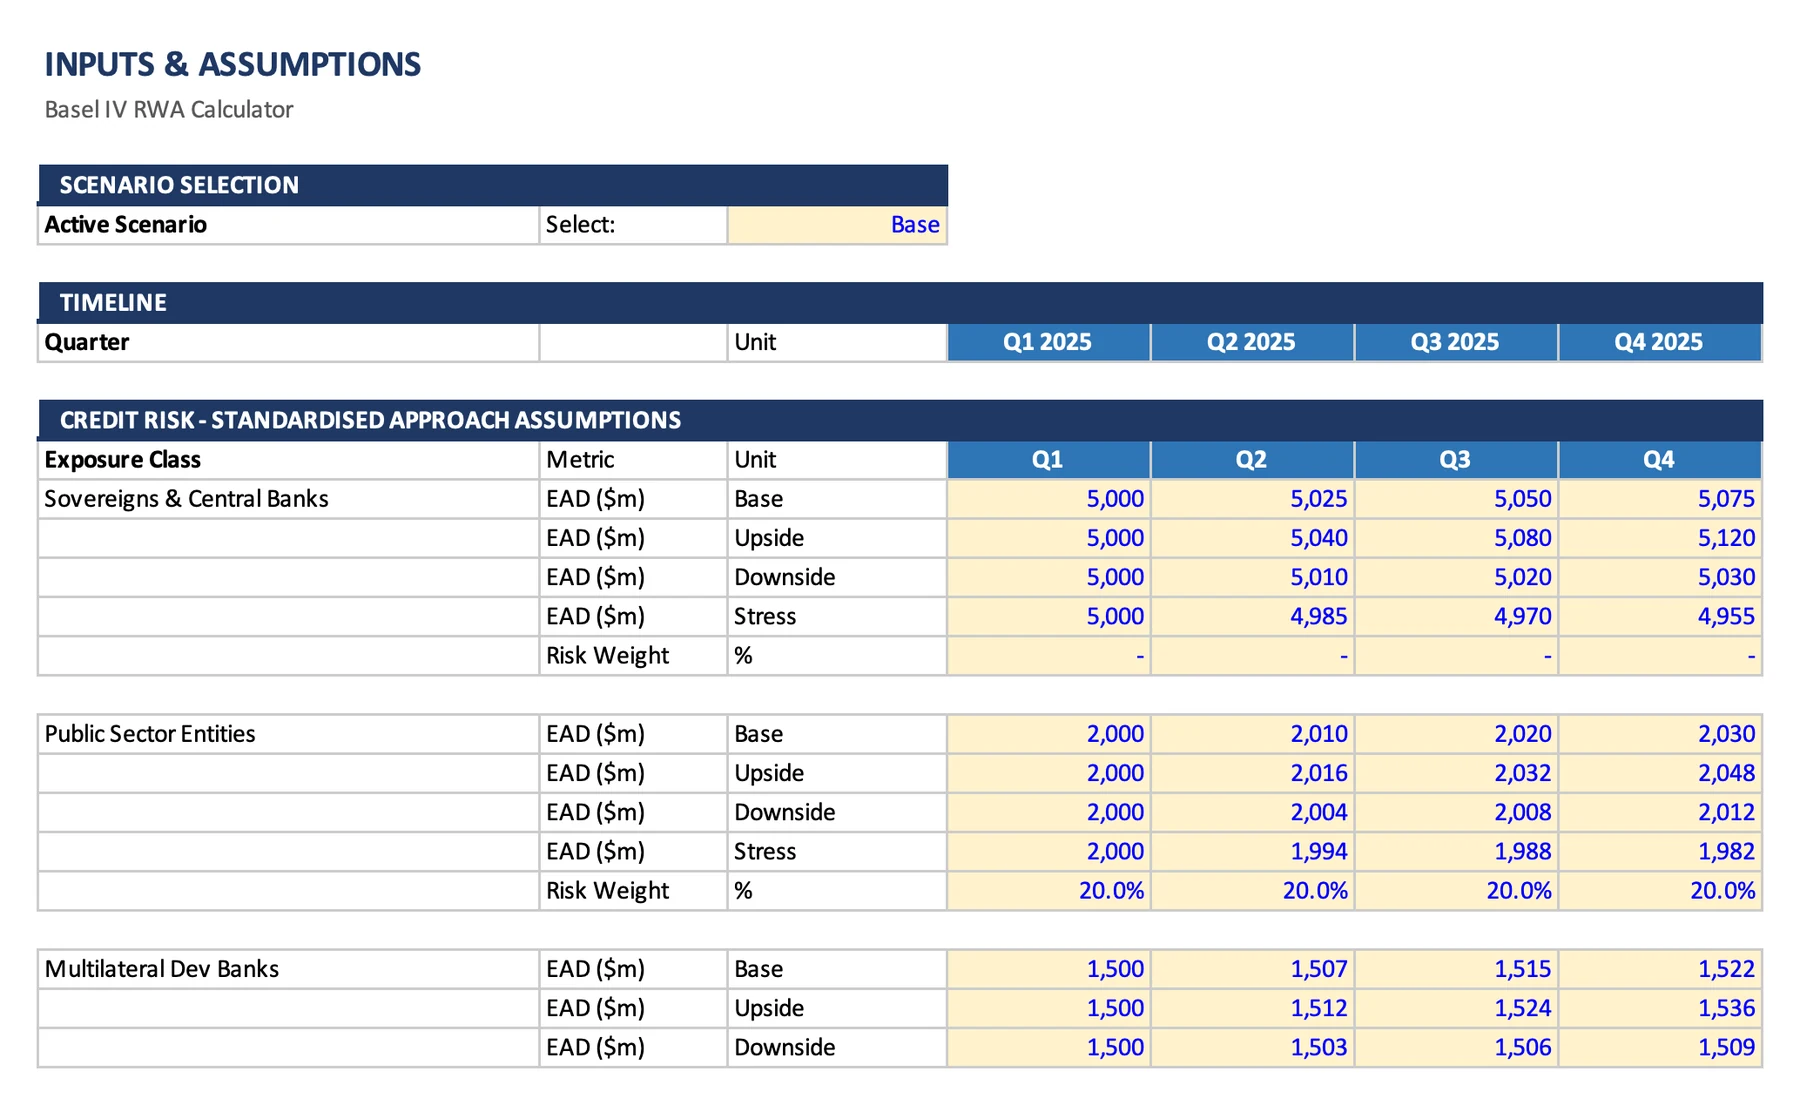 INPUTS & ASSUMPTIONS
Basel IV RWA Calculator
SCENARIO SELECTION
Active Scenario Select: Base
TIMELINE
Quarter Unit Q1 2025 Q2 2025 Q3 2025 Q4 2025
CREDIT RISK - STANDARDISED APPROACH ASSUMPTIONS
Exposure Class Metric Unit Q1 Q2 Q3 Q4
Sovereigns & Central Banks EAD ($m) Base 5,000 5,025 5,050 5,075
EAD ($m) Upside 5,000 5,040 5,080 5,120
EAD ($m) Downside 5,000 5,010 5,020 5,030
EAD ($m) Stress 5,000 4,985 4,970 4,955
Risk Weight % - - - -
Public Sector Entities EAD ($m) Base 2,000 2,010 2,020 2,030
EAD ($m) Upside 2,000 2,016 2,032 2,048
EAD ($m) Downside 2,000 2,004 2,008 2,012
EAD ($m) Stress 2,000 1,994 1,988 1,982
Risk Weight % 20.0% 20.0% 20.0% 20.0%
Multilateral Dev Banks EAD ($m) Base 1,500 1,507 1,515 1,522
EAD ($m) Upside 1,500 1,512 1,524 1,536
EAD ($m) Downside 1,500 1,503 1,506 1,509